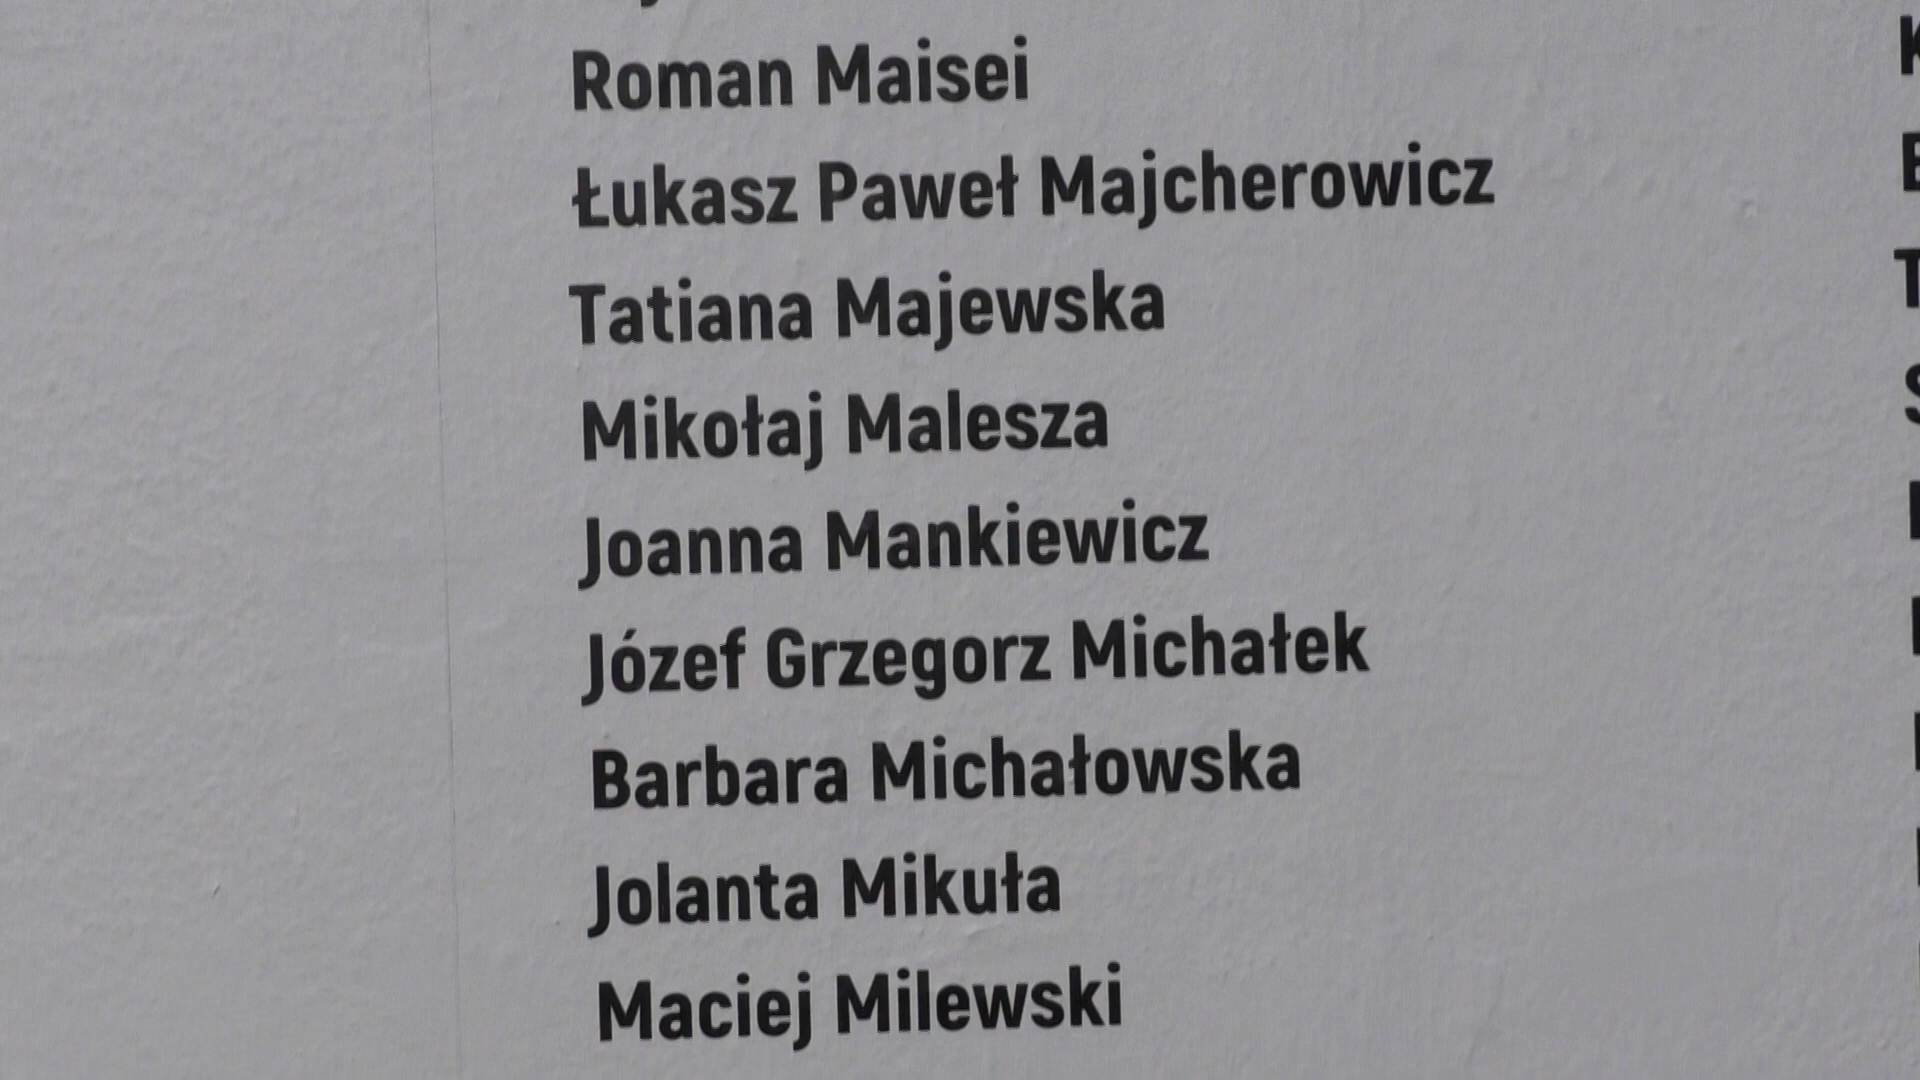 Roman Maisei
Łukasz Paweł Majcherowicz
Tatiana Majewska
Mikołaj Malesza
Joanna Mankiewicz
Józef Grzegorz Michałek
Barbara Michałowska
Jolanta Mikuła
Maciej Milewski